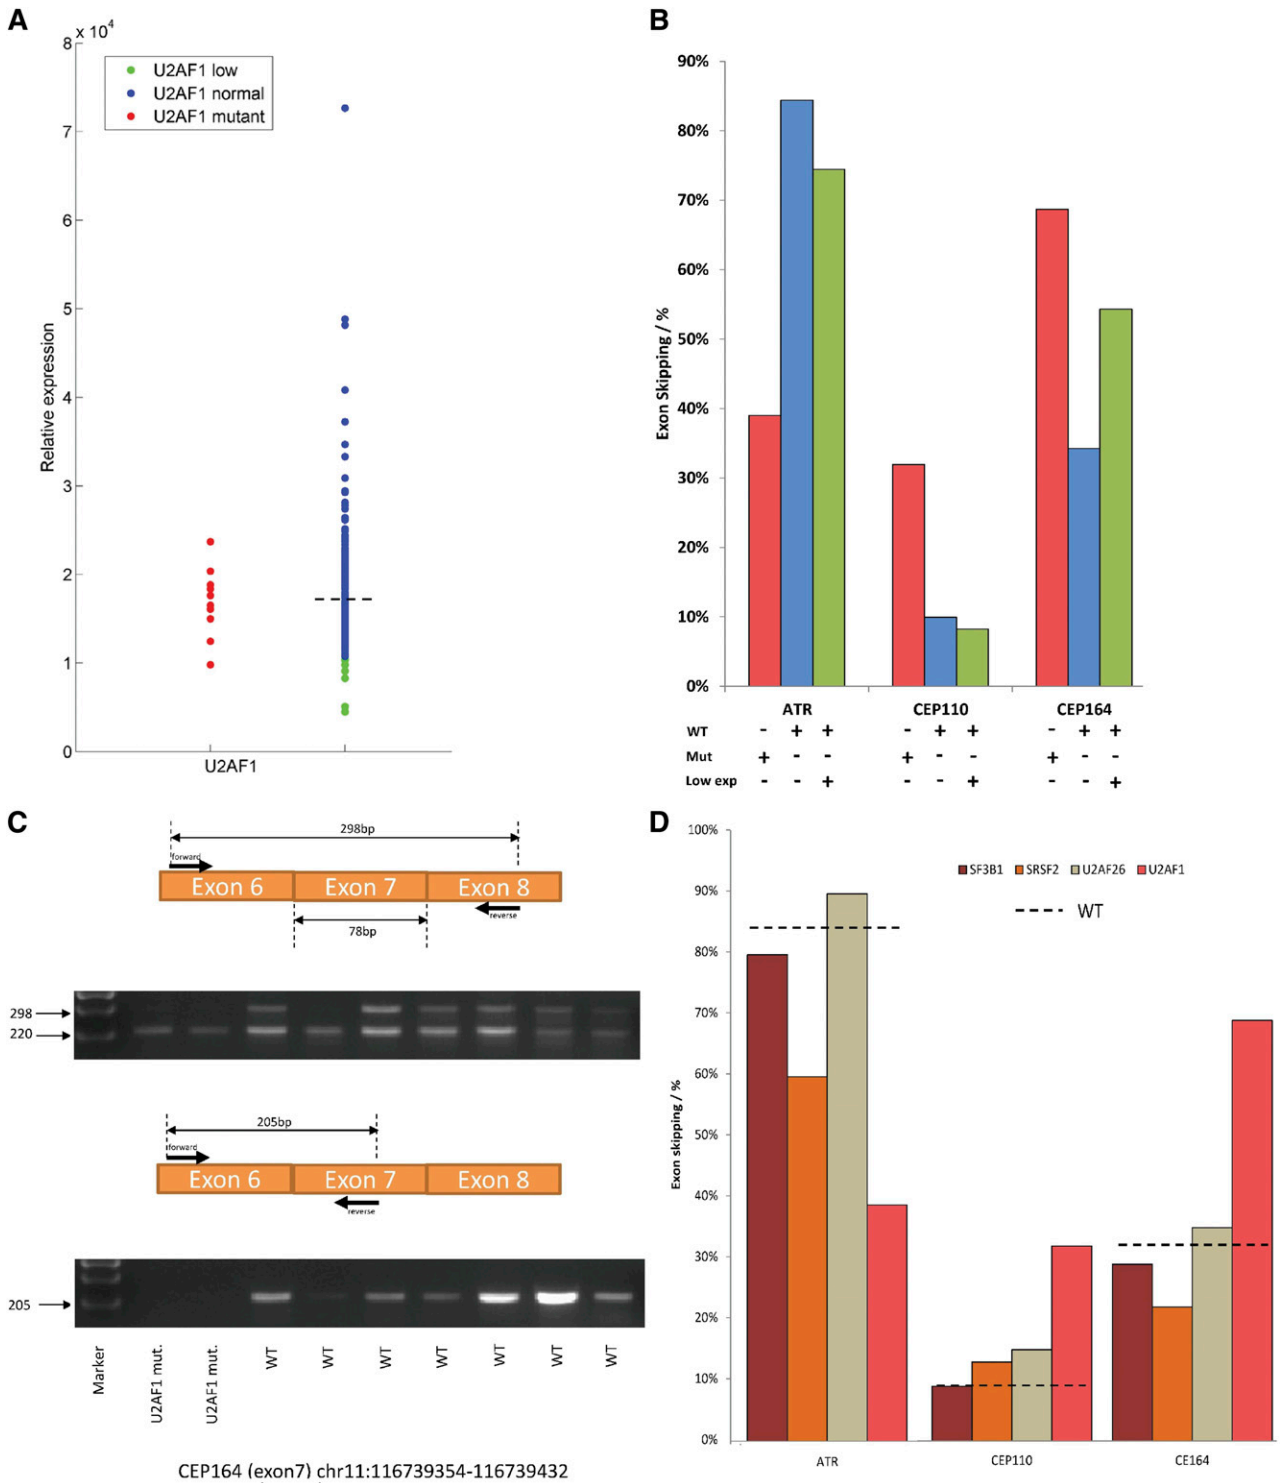 A
x 10⁴
8
7
6
5
4
3
2
1
0
Relative expression
U2AF1 low
U2AF1 normal
U2AF1 mutant
U2AF1
B
90%
80%
70%
60%
50%
40%
30%
20%
10%
0%
Exon Skipping / %
ATR CEP110 CEP164
WT - + + - + + - + +
Mut + - - + - - + - -
Low exp - - + - - + - - +
C
298bp
forward
Exon 6 Exon 7 Exon 8
reverse
78bp
298
220
205bp
forward
Exon 6 Exon 7 Exon 8
reverse
205
Marker
U2AF1 mut.
U2AF1 mut.
WT
WT
WT
WT
WT
WT
WT
CEP164 (exon7) chr11:116739354-116739432
D
100%
90%
80%
70%
60%
50%
40%
30%
20%
10%
0%
Exon skipping / %
SF3B1 SRSF2 U2AF26 U2AF1
WT
ATR CEP110 CE164